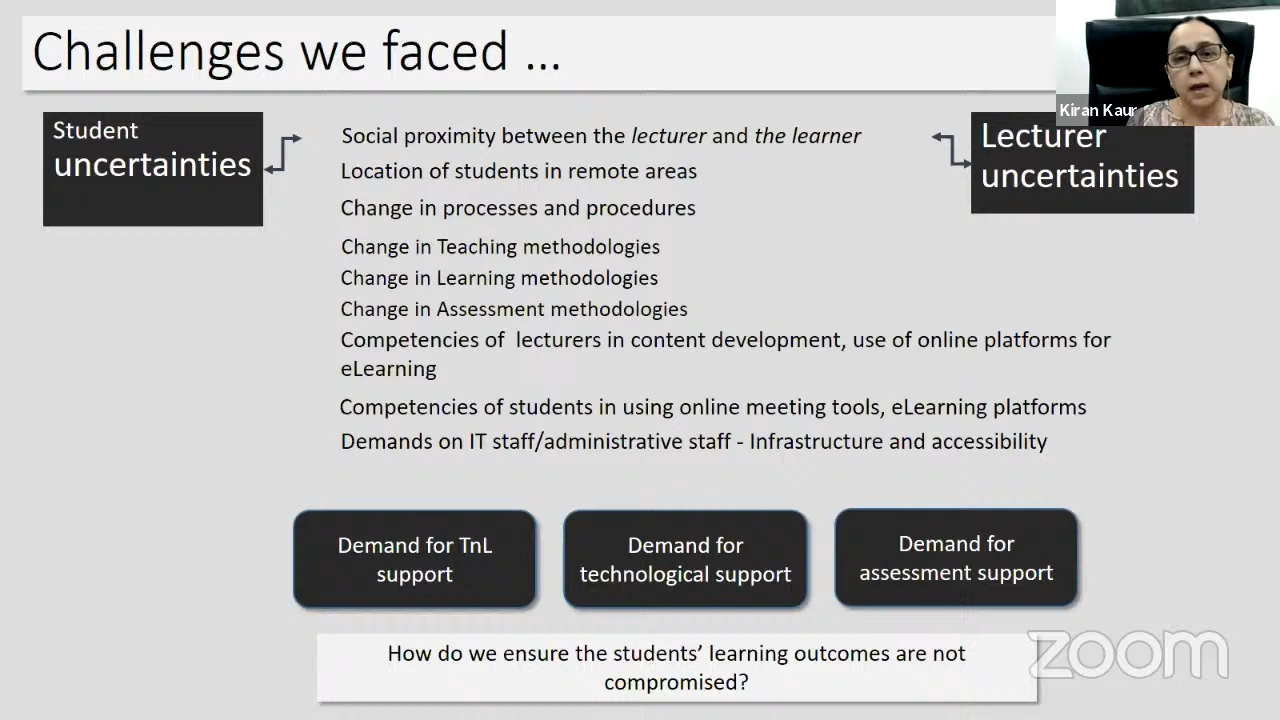 Challenges we faced ...
Kiran Kaur
Student
uncertainties
Lecturer
uncertainties
Social proximity between the lecturer and the learner
Location of students in remote areas
Change in processes and procedures
Change in Teaching methodologies
Change in Learning methodologies
Change in Assessment methodologies
Competencies of lecturers in content development, use of online platforms for
eLearning
Competencies of students in using online meeting tools, eLearning platforms
Demands on IT staff/administrative staff - Infrastructure and accessibility
Demand for TnL
support
Demand for
technological support
Demand for
assessment support
How do we ensure the students’ learning outcomes are not
compromised?
zoom